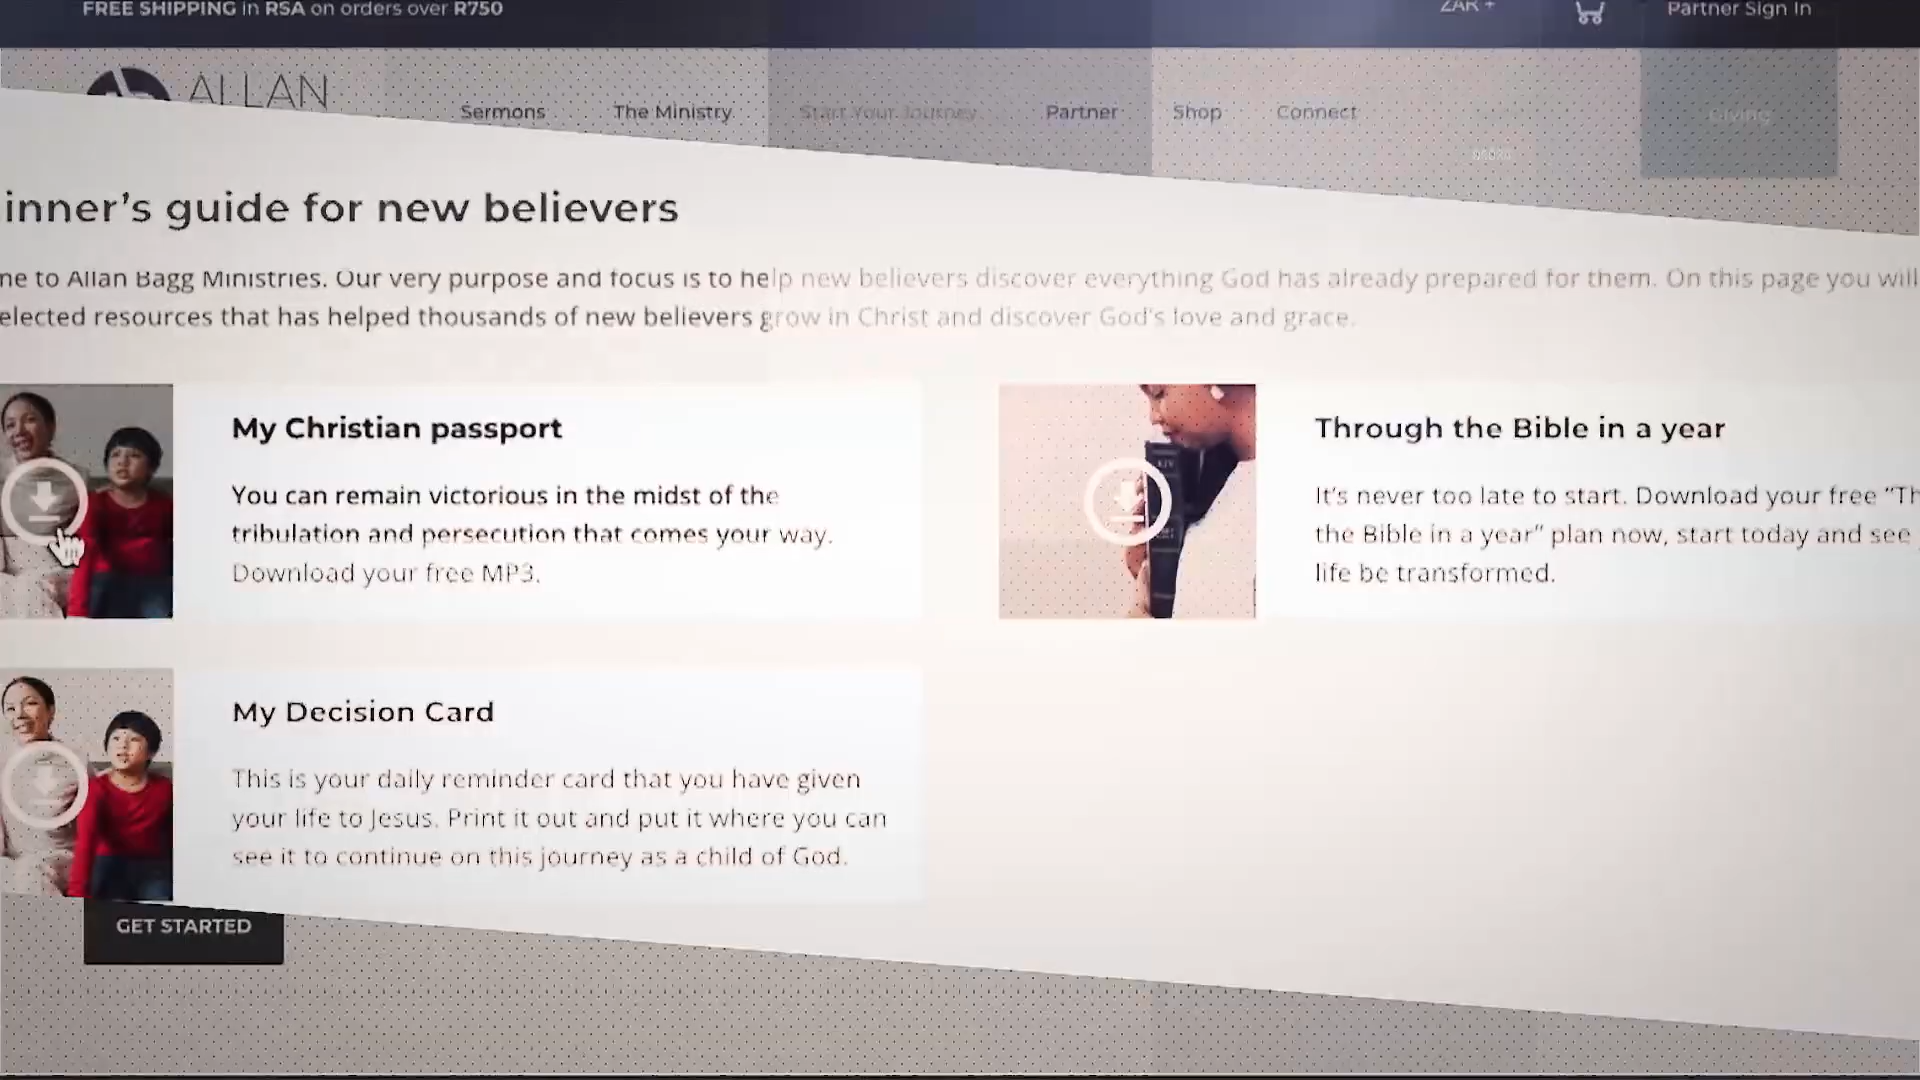 FREE SHIPPING in RSA on orders over R750
ZAR +
Partner Sign In
ALLAN
Sermons
The Ministry
Start Your Journey
Partner
Shop
Connect
Giving
inner's guide for new believers
me to Allan Bagg Ministries. Our very purpose and focus is to help new believers discover everything God has already prepared for them. On this page you will
elected resources that has helped thousands of new believers grow in Christ and discover God's love and grace.
My Christian passport
You can remain victorious in the midst of the
tribulation and persecution that comes your way.
Download your free MP3.
KJV
Through the Bible in a year
It's never too late to start. Download your free "Th
the Bible in a year" plan now, start today and see
life be transformed.
My Decision Card
This is your daily reminder card that you have given
your life to Jesus. Print it out and put it where you can
see it to continue on this journey as a child of God.
GET STARTED